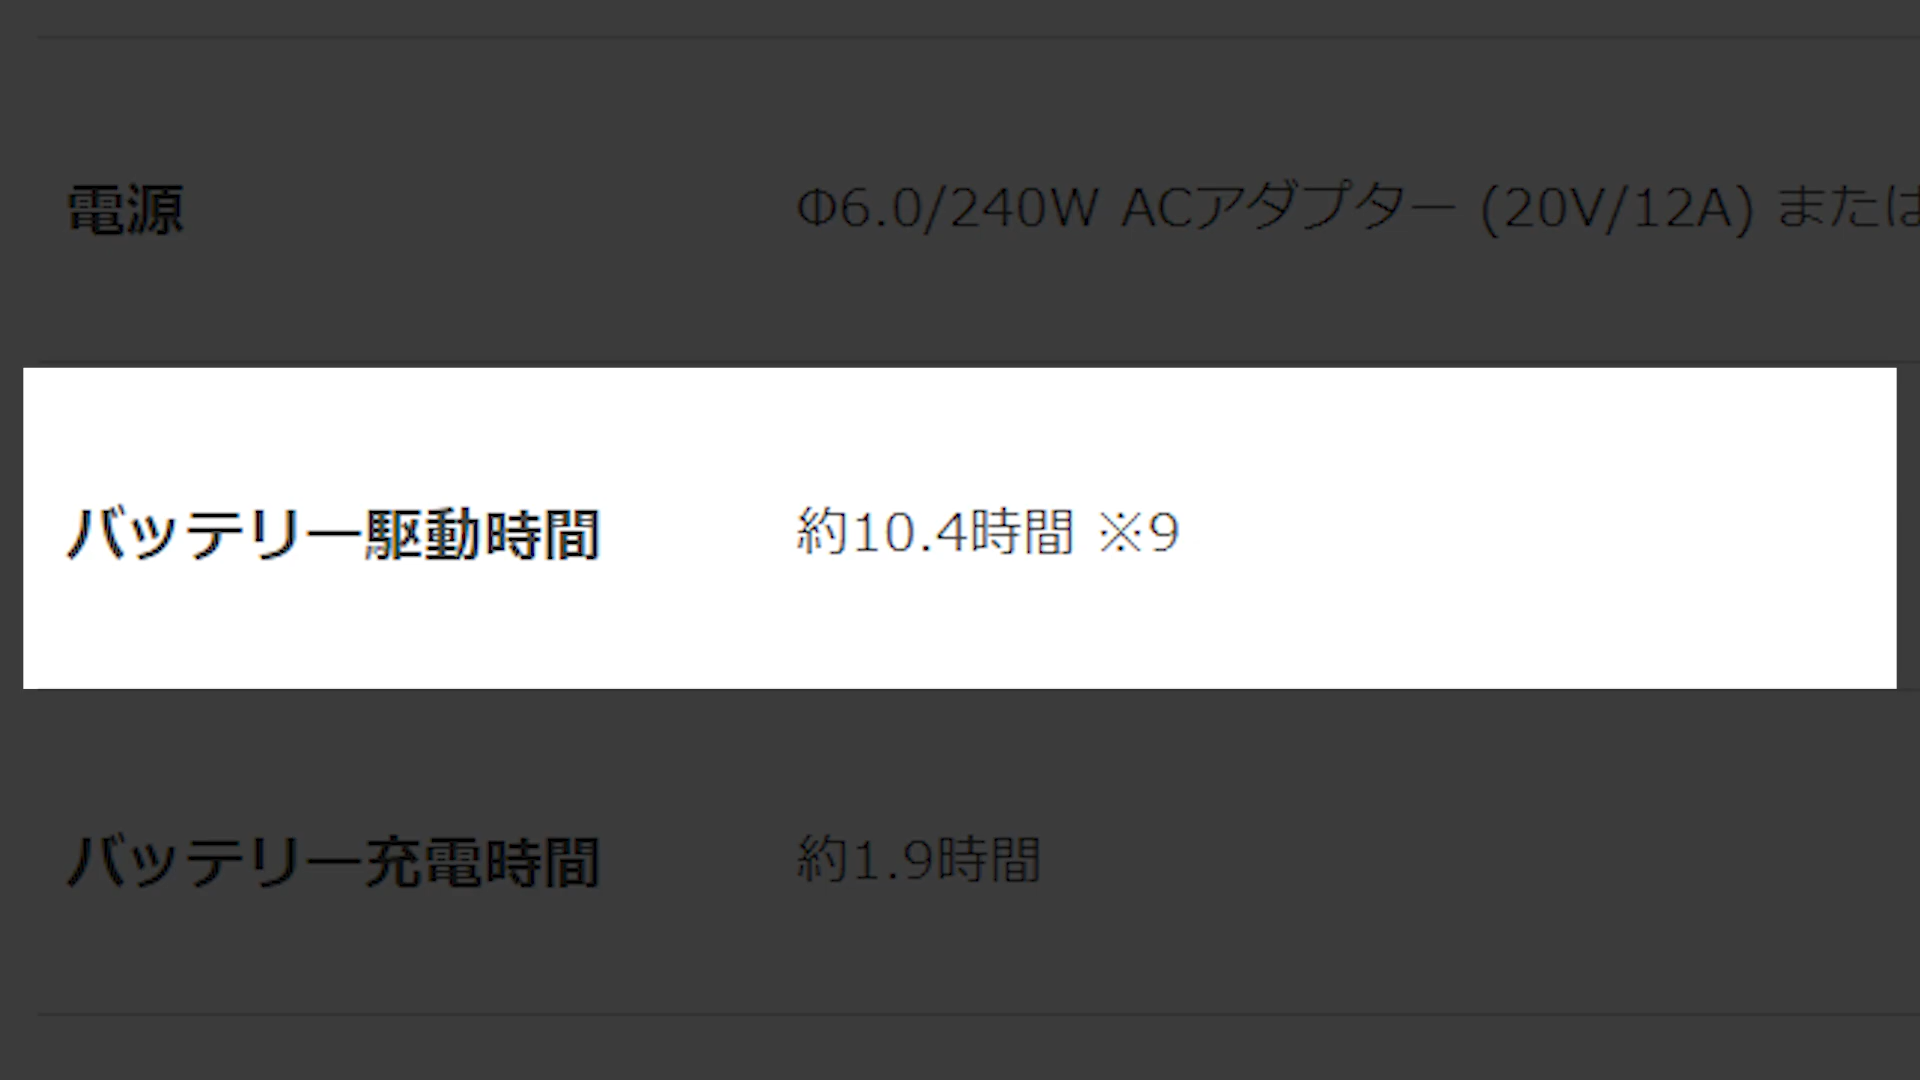 電源 Φ6.0/240W ACアダプター (20V/12A) または
バッテリー駆動時間 約10.4時間 ※9
バッテリー充電時間 約1.9時間